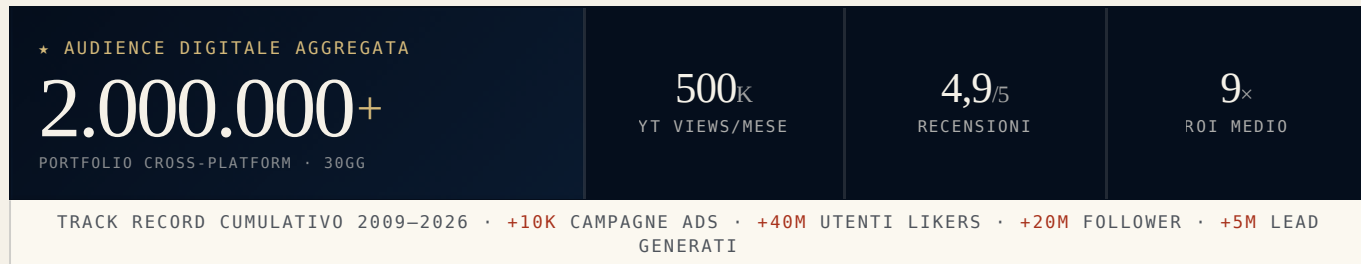 ★ AUDIENCE DIGITALE AGGREGATA
2.000.000+
PORTFOLIO CROSS-PLATFORM · 30GG
500K
YT VIEWS/MESE
4,9/5
RECENSIONI
9×
ROI MEDIO
TRACK RECORD CUMULATIVO 2009—2026 · +10K CAMPAGNE ADS · +40M UTENTI LIKERS · +20M FOLLOWER · +5M LEAD
GENERATI